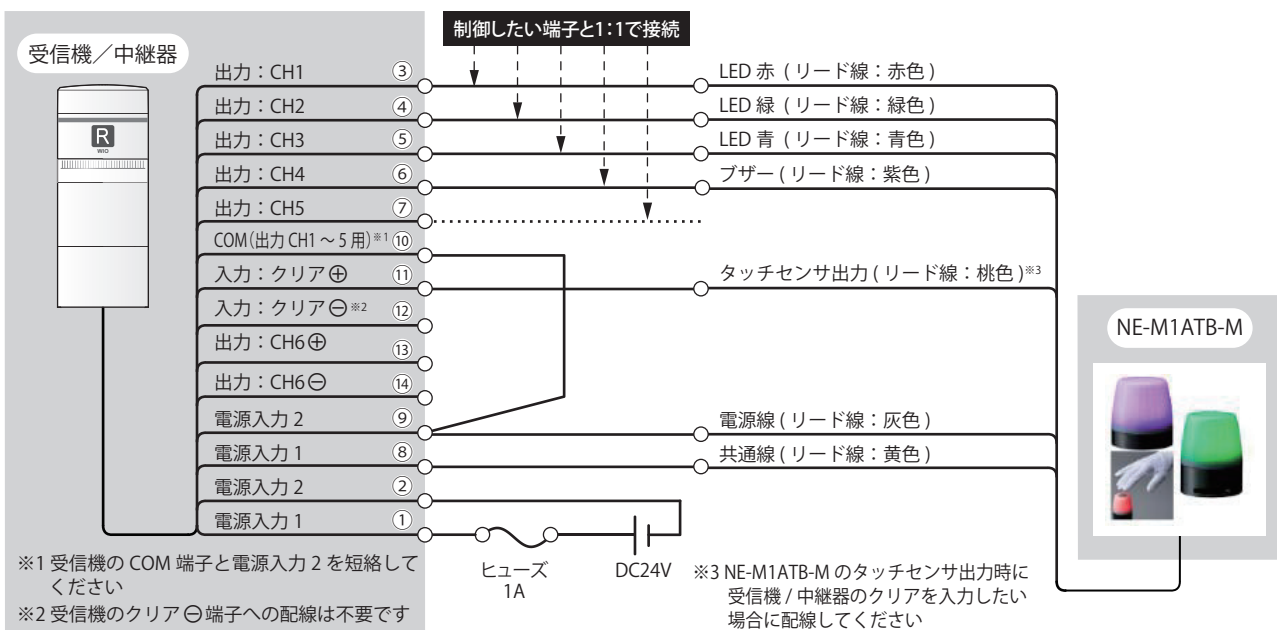 制御したい端子と1:1で接続
受信機／中継器
R
WIO
出力：CH1 ③ LED 赤 ( リード線：赤色 )
出力：CH2 ④ LED 緑 ( リード線：緑色 )
出力：CH3 ⑤ LED 青 ( リード線：青色 )
出力：CH4 ⑥ ブザー ( リード線：紫色 )
出力：CH5 ⑦
COM（出力 CH1 ～ 5 用）※1 ⑩
入力：クリア⊕ ⑪ タッチセンサ出力 ( リード線：桃色 )※3
入力：クリア⊖※2 ⑫
出力：CH6⊕ ⑬
出力：CH6⊖ ⑭
電源入力 2 ⑨ 電源線 ( リード線：灰色 )
電源入力 1 ⑧ 共通線 ( リード線：黄色 )
電源入力 2 ②
電源入力 1 ①
NE-M1ATB-M
ヒューズ
1A
DC24V
※1 受信機の COM 端子と電源入力 2 を短絡して
ください
※2 受信機のクリア⊖端子への配線は不要です
※3 NE-M1ATB-M のタッチセンサ出力時に
受信機 / 中継器のクリアを入力したい
場合に配線してください